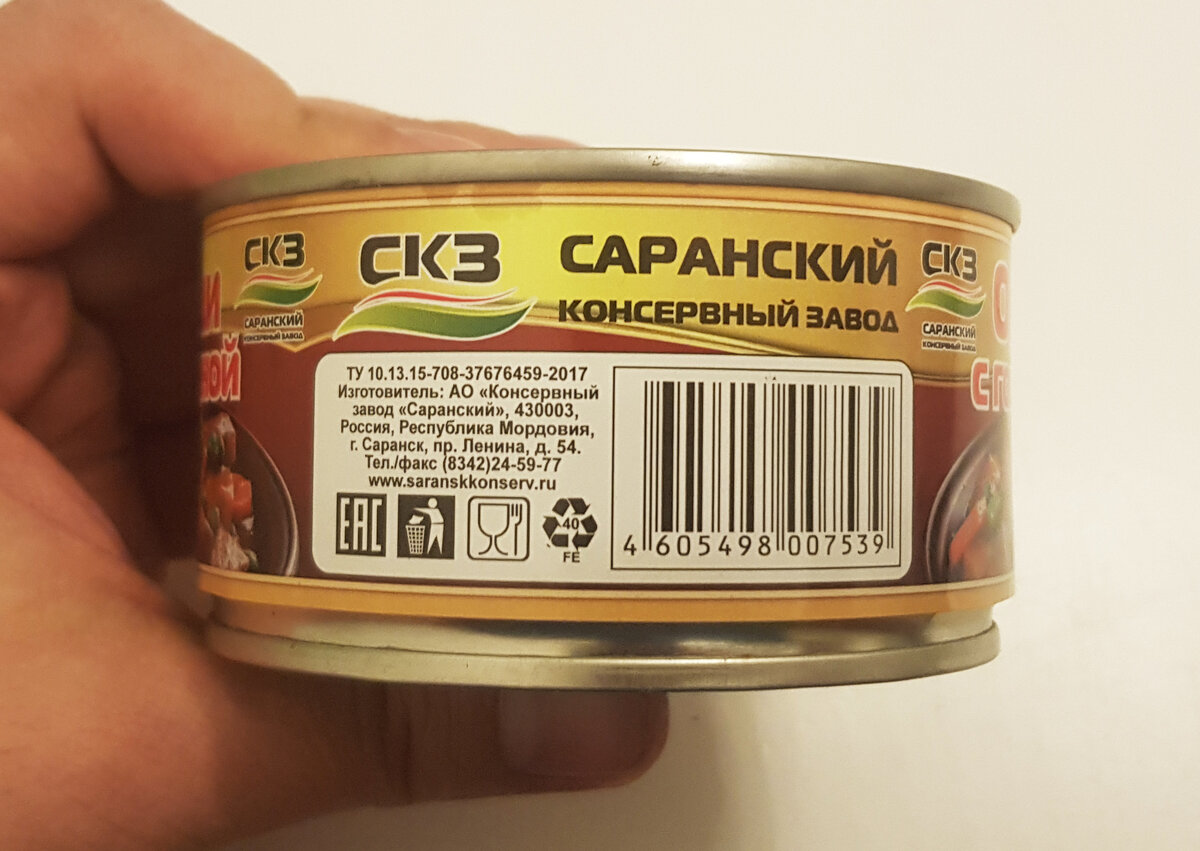 СКЗ
САРАНСКИЙ
КОНСЕРВНЫЙ ЗАВОД
СКЗ
САРАНСКИЙ
КОНСЕРВНЫЙ ЗАВОД
СКЗ
САРАНСКИЙ
КОНСЕРВНЫЙ ЗАВОД
ТУ 10.13.15-708-37676459-2017
Изготовитель: АО «Консервный
завод «Саранский», 430003,
Россия, Республика Мордовия,
г. Саранск, пр. Ленина, д. 54.
Тел./факс (8342)24-59-77
www.saranskkonserv.ru
EAC
40
FE
4 605498 007539